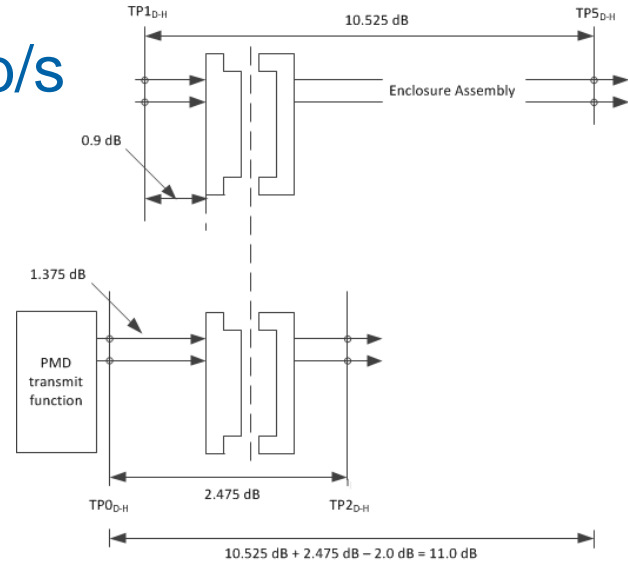 TP1D-H
TP5D-H
10.525 dB
b/s
Enclosure Assembly
0.9 dB
1.375 dB
PMD
transmit
function
2.475 dB
TP0D-H
TP2D-H
10.525 dB + 2.475 dB – 2.0 dB = 11.0 dB